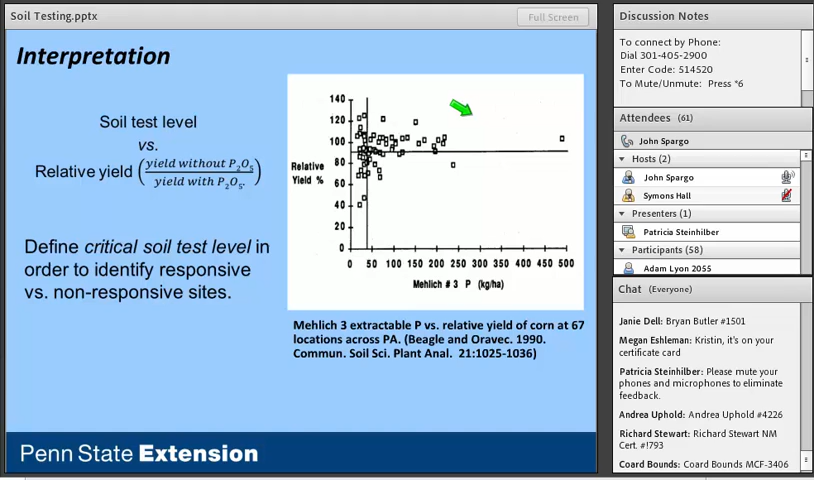 Soil Testing.pptx
Full Screen
Interpretation
Soil test level
vs.
Relative yield (yield without P₂O₅ / yield with P₂O₅.)
Define critical soil test level in
order to identify responsive
vs. non-responsive sites.
140
120
100
80
60
40
20
0
Relative
Yield %
0 50 100 150 200 250 300 350 400 450 500
Mehlich # 3 P (kg/ha)
Mehlich 3 extractable P vs. relative yield of corn at 67
locations across PA. (Beagle and Oravec. 1990.
Commun. Soil Sci. Plant Anal. 21:1025-1036)
Penn State Extension
Discussion Notes
To connect by Phone:
Dial 301-405-2900
Enter Code: 514520
To Mute/Unmute: Press *6
Attendees (61)
John Spargo
Hosts (2)
John Spargo
Symons Hall
Presenters (1)
Patricia Steinhilber
Participants (58)
Adam Lyon 2055
Chat (Everyone)
Janie Dell: Bryan Butler #1501
Megan Eshleman: Kristin, it's on your
certificate card
Patricia Steinhilber: Please mute your
phones and microphones to eliminate
feedback.
Andrea Uphold: Andrea Uphold #4226
Richard Stewart: Richard Stewart NM
Cert. #!793
Coard Bounds: Coard Bounds MCF-3406